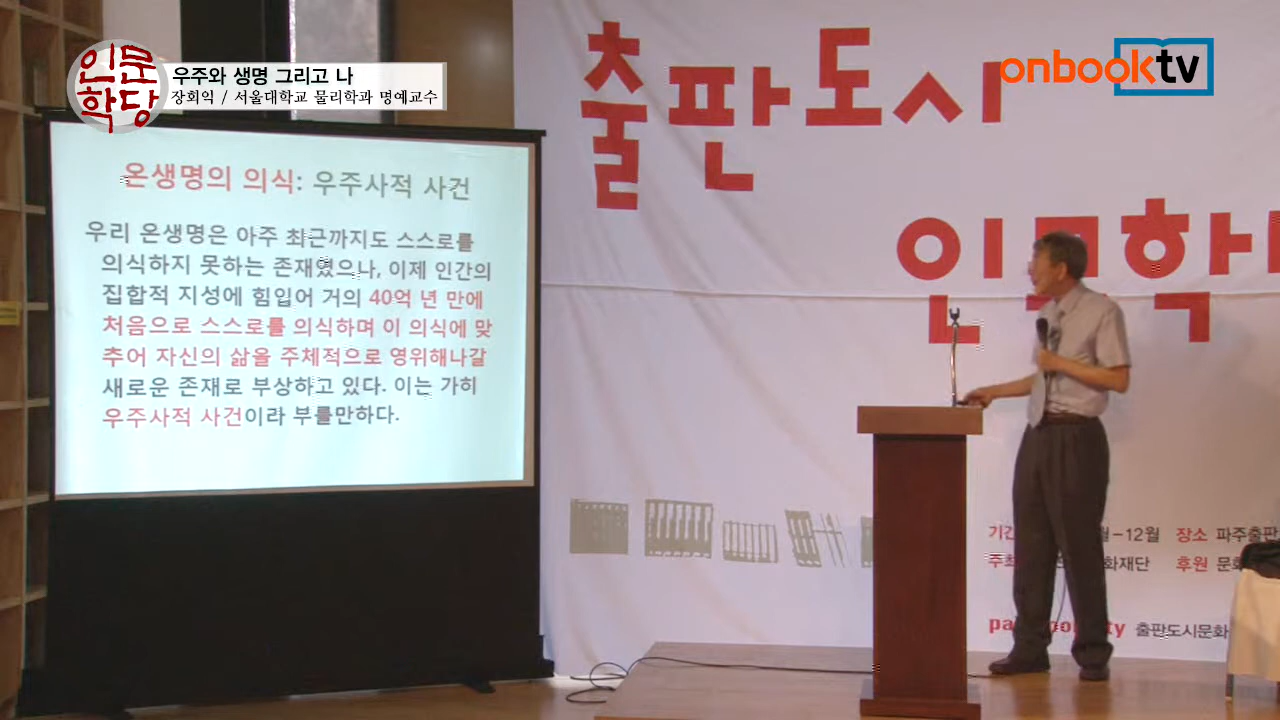 인문
학당
우주와 생명 그리고 나
장회익 / 서울대학교 물리학과 명예교수
onbooktv
출판도시
인문학
온생명의 의식: 우주사적 사건
우리 온생명은 아주 최근까지도 스스로를
의식하지 못하는 존재였으나, 이제 인간의
집합적 지성에 힘입어 거의 40억 년 만에
처음으로 스스로를 의식하며 이 의식에 맞
추어 자신의 삶을 주체적으로 영위해나갈
새로운 존재로 부상하고 있다. 이는 가히
우주사적 사건이라 부를만하다.
월-12월 장소 파주출판
화재단 후원 문화
출판도시문화